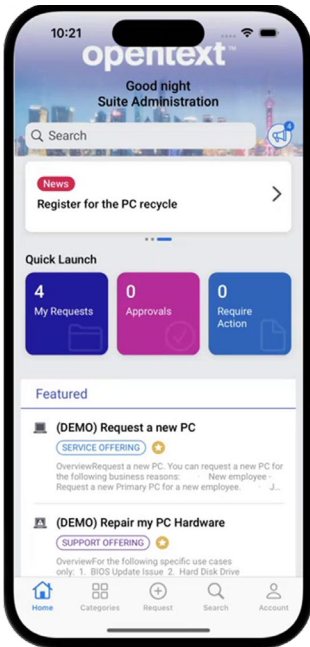 10:21
opentext™
Good night
Suite Administration
Search
4
News
Register for the PC recycle
Quick Launch
4
My Requests
0
Approvals
0
Require
Action
Featured
(DEMO) Request a new PC
SERVICE OFFERING
OverviewRequest a new PC. You can request a new PC for
the following business reasons: · New employee -
Request a new Primary PC for a new employee. · J...
(DEMO) Repair my PC Hardware
SUPPORT OFFERING
OverviewFor the following specific use cases
only: 1. BIOS Update Issue 2. Hard Disk Drive
Home
Categories
Request
Search
Account